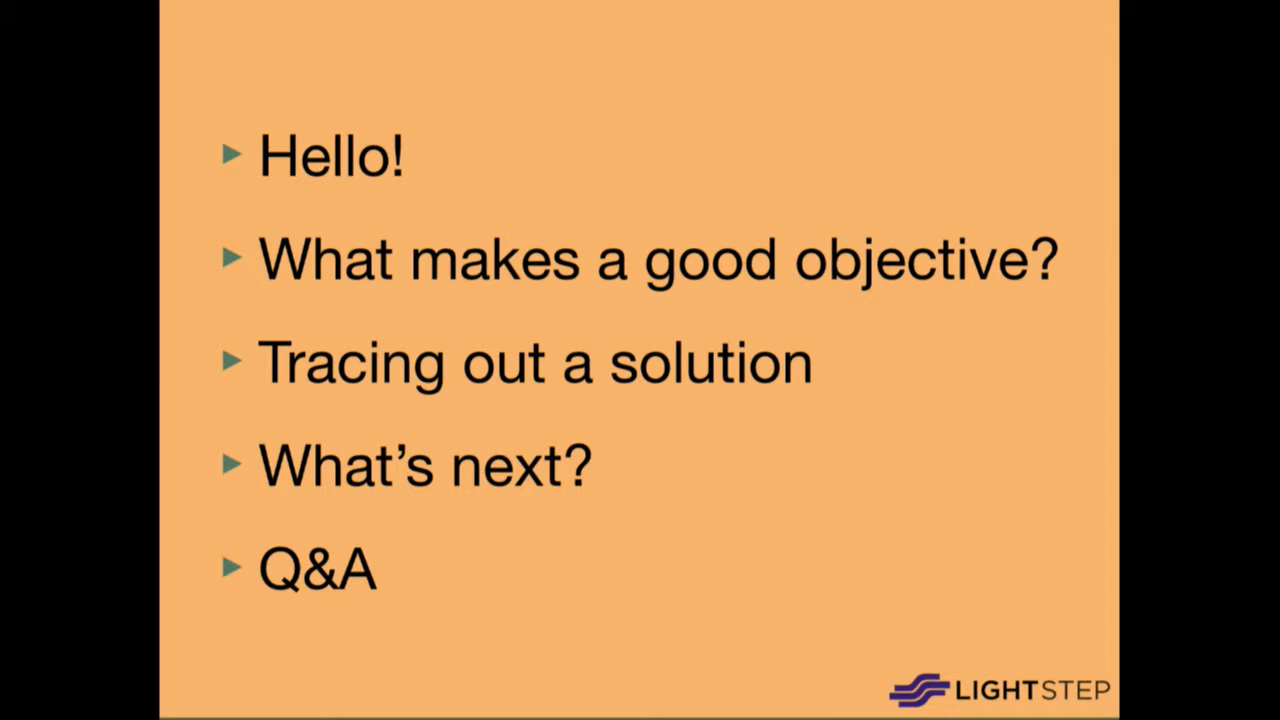 Hello!
What makes a good objective?
Tracing out a solution
What’s next?
Q&A
LIGHTSTEP